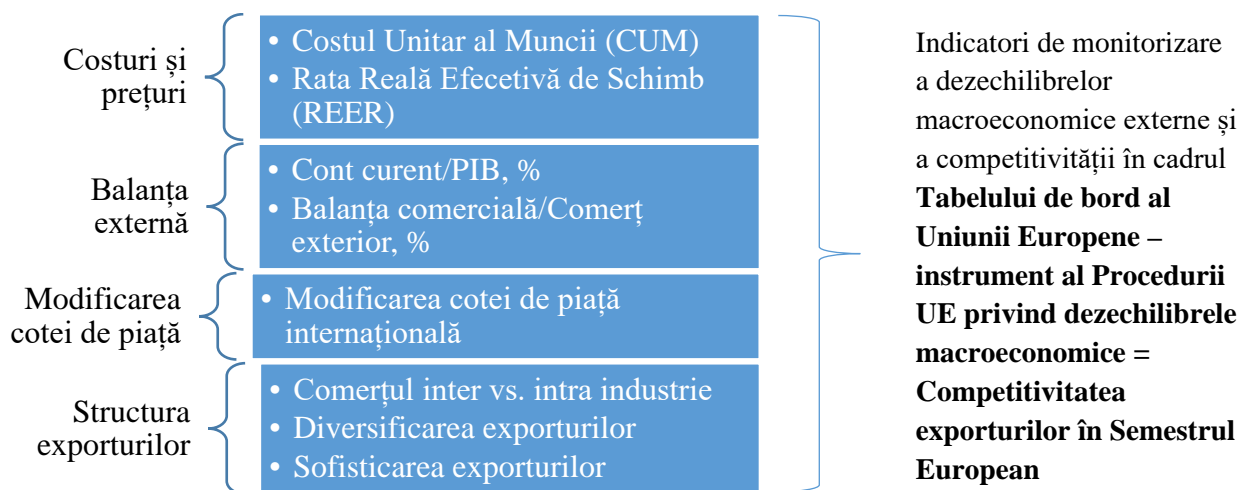 Costuri și
prețuri
• Costul Unitar al Muncii (CUM)
• Rata Reală Efecetivă de Schimb
(REER)
Balanța
externă
• Cont curent/PIB, %
• Balanța comercială/Comerț
exterior, %
Modificarea
cotei de piață
• Modificarea cotei de piață
internațională
Structura
exporturilor
• Comerțul inter vs. intra industrie
• Diversificarea exporturilor
• Sofisticarea exporturilor
Indicatori de monitorizare
a dezechilibrelor
macroeconomice externe și
a competitivității în cadrul
Tabelului de bord al
Uniunii Europene –
instrument al Procedurii
UE privind dezechilibrele
macroeconomice =
Competitivitatea
exporturilor în Semestrul
European